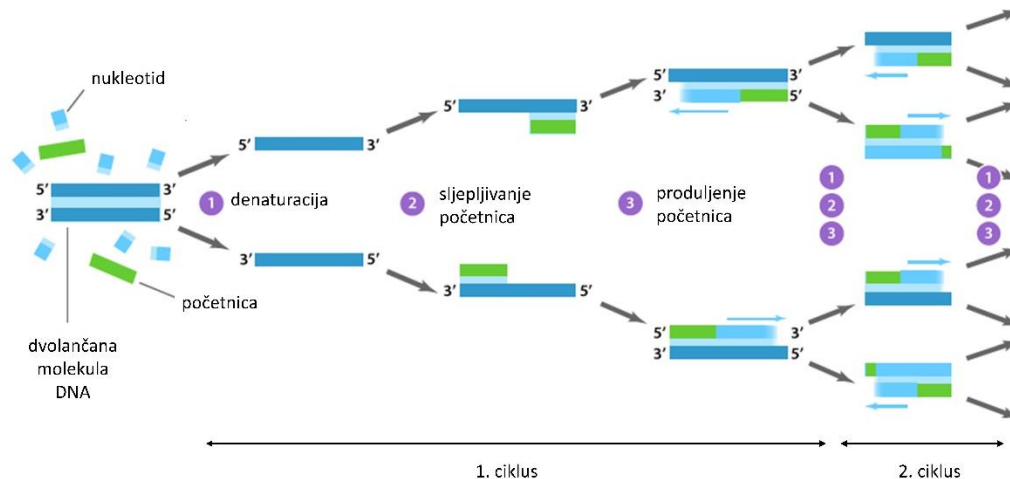 nukleotid
5’ 3’
3’ 5’
početnica
dvolančana
molekula
DNA
5’ 3’
1 denaturacija
3’ 5’
5’ 3’
2 sljepljivanje
početnica
3’ 5’
5’ 3’
3’ 5’
3 produljenje
početnica
5’ 3’
3’ 5’
1
2
3
1
2
3
1. ciklus
2. ciklus